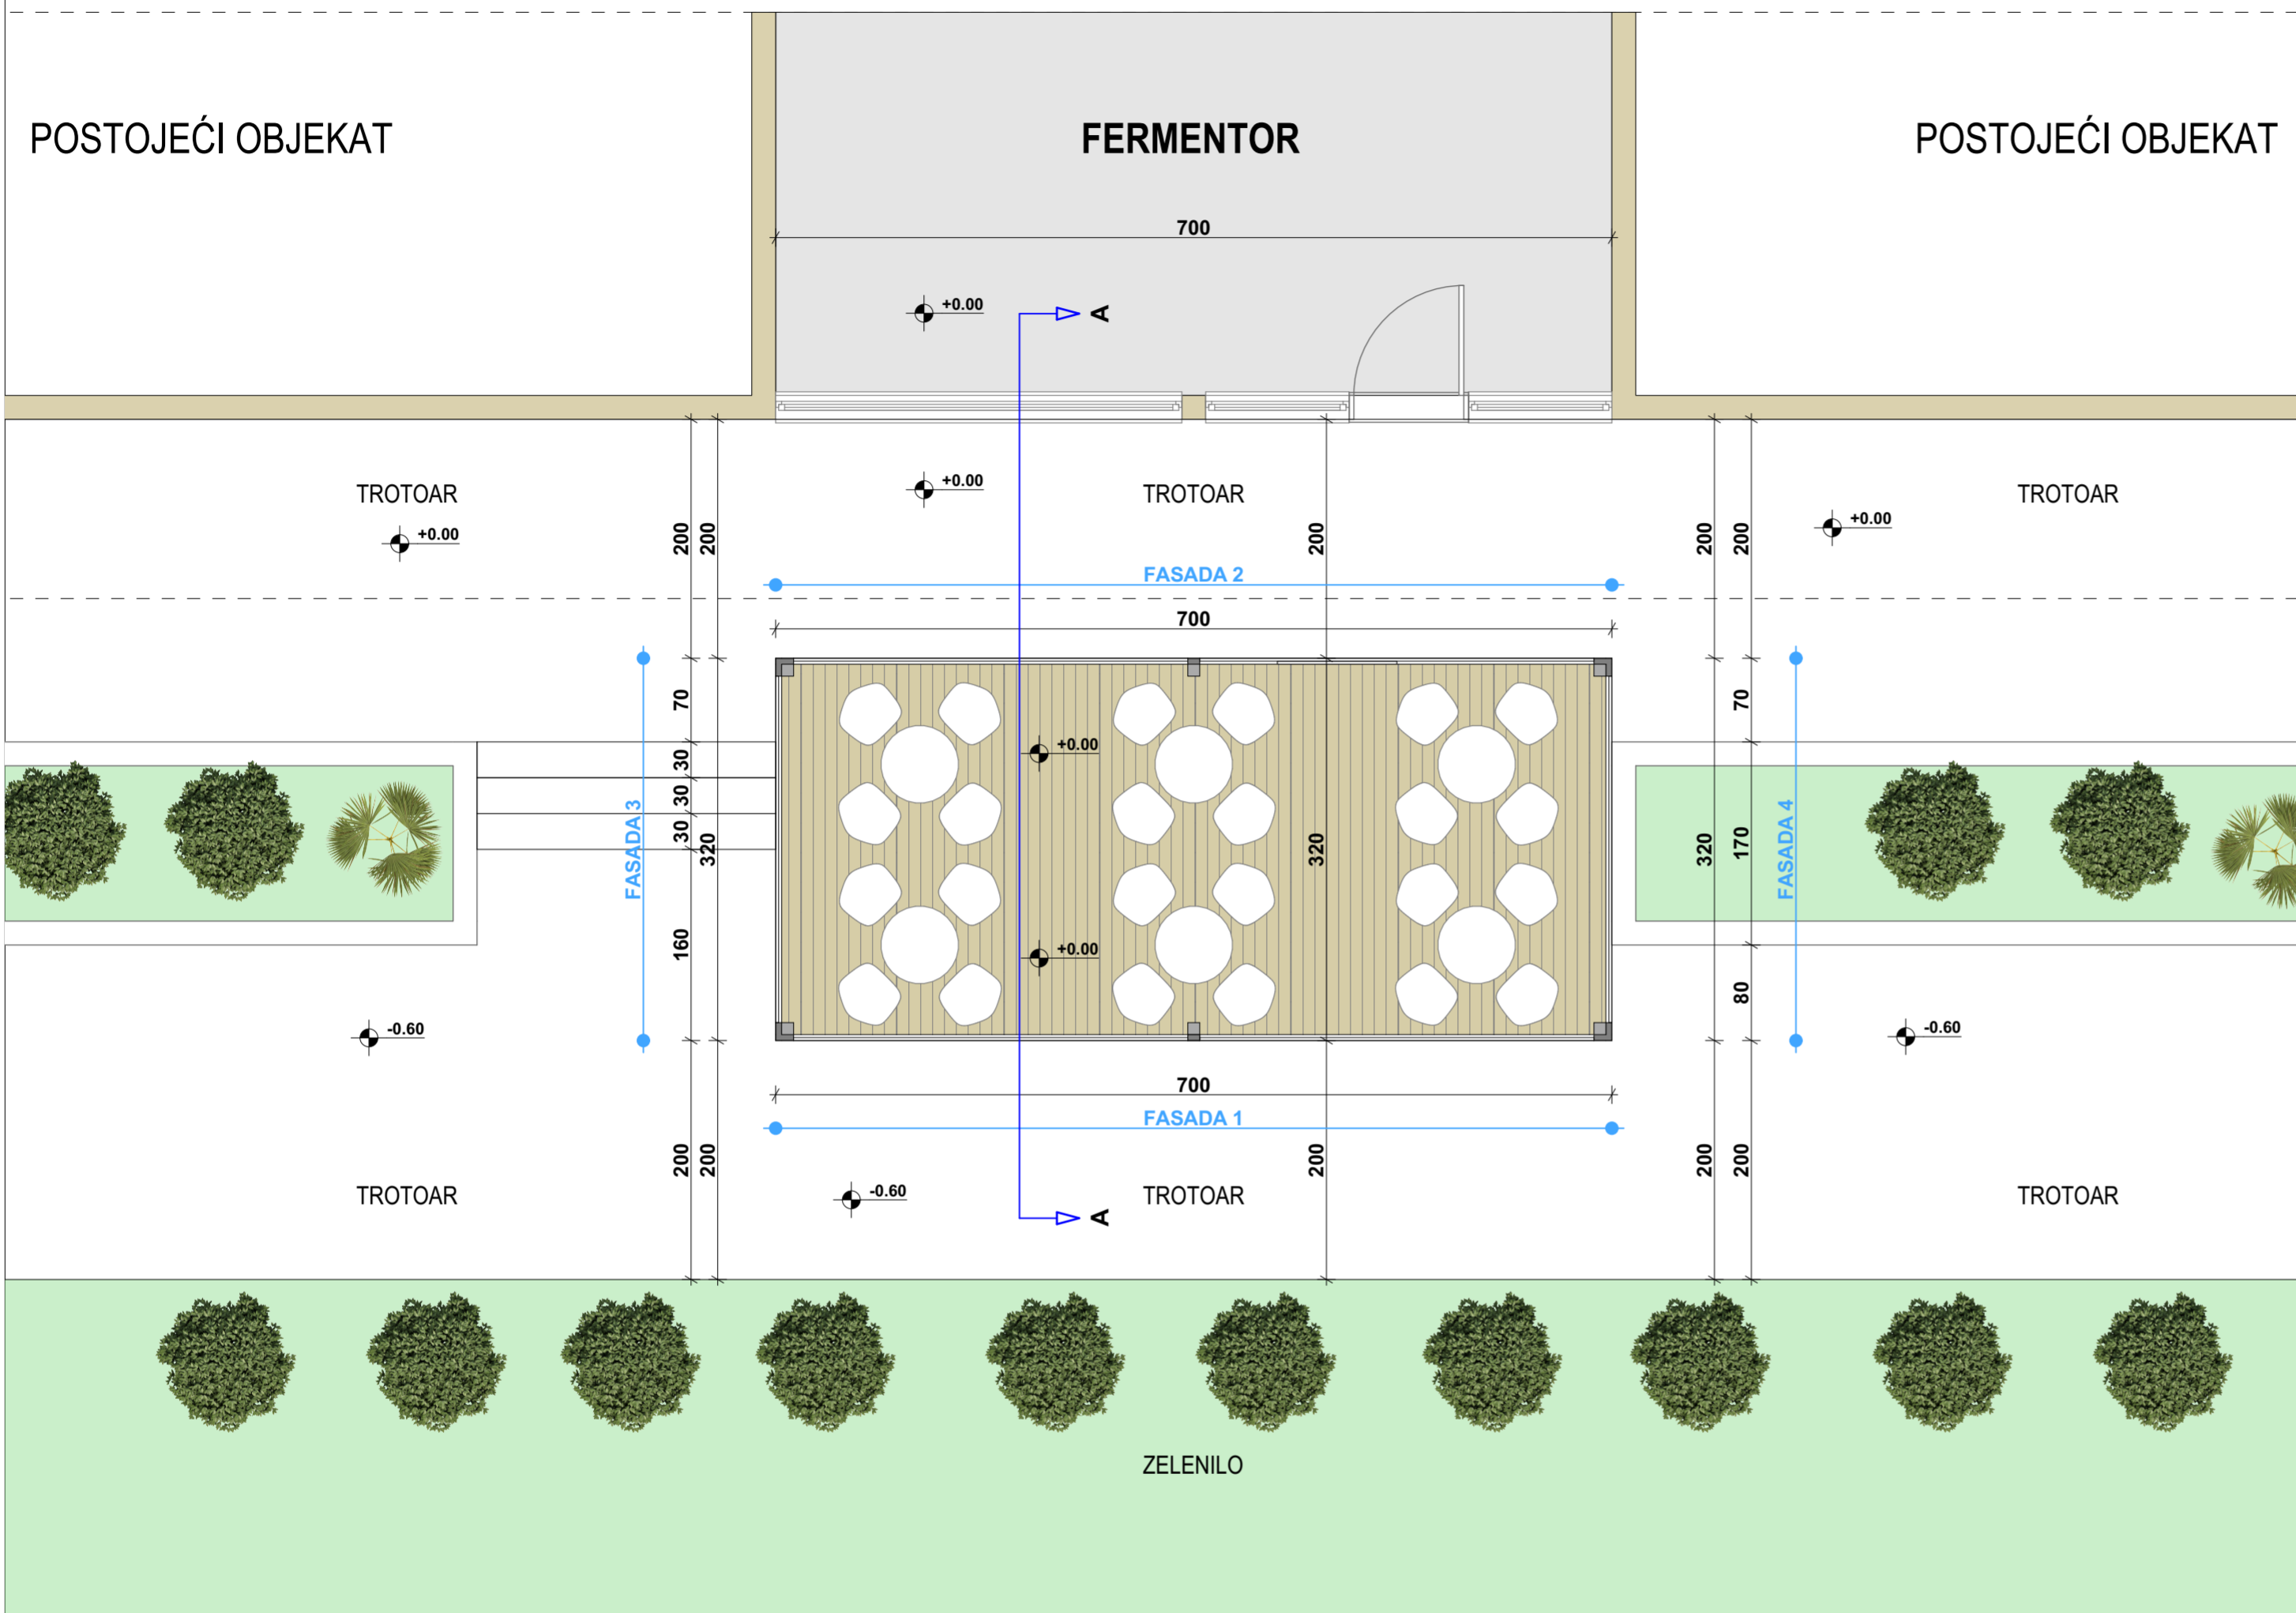 POSTOJEĆI OBJEKAT
FERMENTOR
POSTOJEĆI OBJEKAT
700
+0.00
A
TROTOAR
+0.00
TROTOAR
TROTOAR
+0.00
+0.00
200
200
200
200
200
FASADA 2
700
70
70
+0.00
30
30
30
320
FASADA 3
320
320
170
FASADA 4
160
+0.00
80
-0.60
-0.60
700
FASADA 1
200
200
200
200
200
TROTOAR
-0.60
TROTOAR
TROTOAR
A
ZELENILO